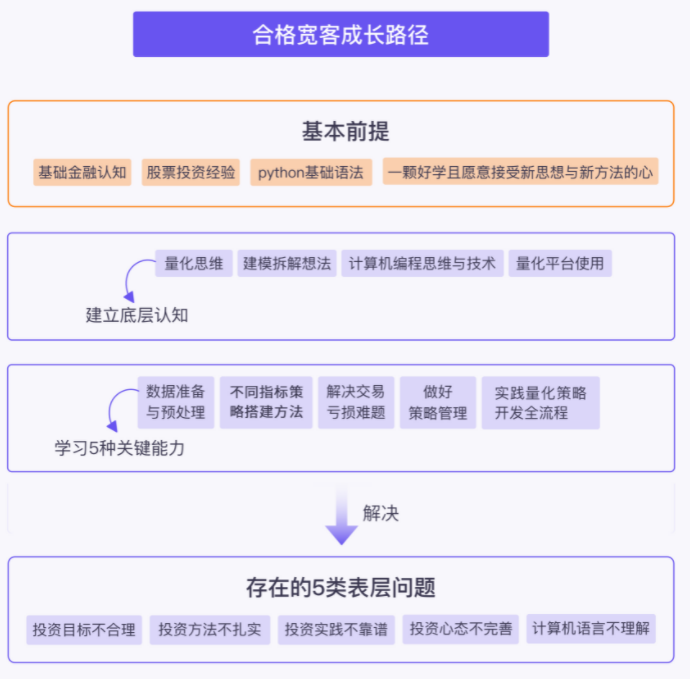 合格宽客成长路径
基本前提
基础金融认知 股票投资经验 python基础语法 一颗好学且愿意接受新思想与新方法的心
量化思维 建模拆解想法 计算机编程思维与技术 量化平台使用
建立底层认知
数据准备 不同指标策 解决交易 做好 实践量化策略
与预处理 略搭建方法 亏损难题 策略管理 开发全流程
学习5种关键能力
解决
存在的5类表层问题
投资目标不合理 投资方法不扎实 投资实践不靠谱 投资心态不完善 计算机语言不理解